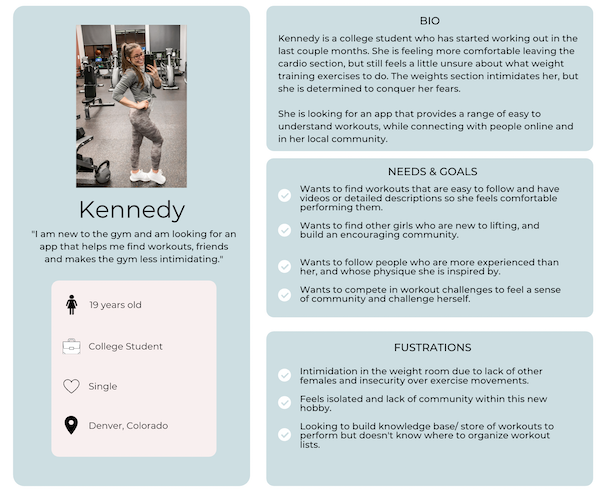 Kennedy
"I am new to the gym and am looking for an
app that helps me find workouts, friends
and makes the gym less intimidating."
19 years old
College Student
Single
Denver, Colorado
BIO
Kennedy is a college student who has started working out in the
last couple months. She is feeling more comfortable leaving the
cardio section, but still feels a little unsure about what weight
training exercises to do. The weights section intimidates her, but
she is determined to conquer her fears.
She is looking for an app that provides a range of easy to
understand workouts, while connecting with people online and
in her local community.
NEEDS & GOALS
Wants to find workouts that are easy to follow and have
videos or detailed descriptions so she feels comfortable
performing them.
Wants to find other girls who are new to lifting, and
build an encouraging community.
Wants to follow people who are more experienced than
her, and whose physique she is inspired by.
Wants to compete in workout challenges to feel a sense
of community and challenge herself.
FUSTRATIONS
Intimidation in the weight room due to lack of other
females and insecurity over exercise movements.
Feels isolated and lack of community within this new
hobby.
Looking to build knowledge base/ store of workouts to
perform but doesn't know where to organize workout
lists.